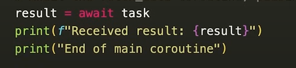 result = await task
print(f"Received result: {result}")
print("End of main coroutine")